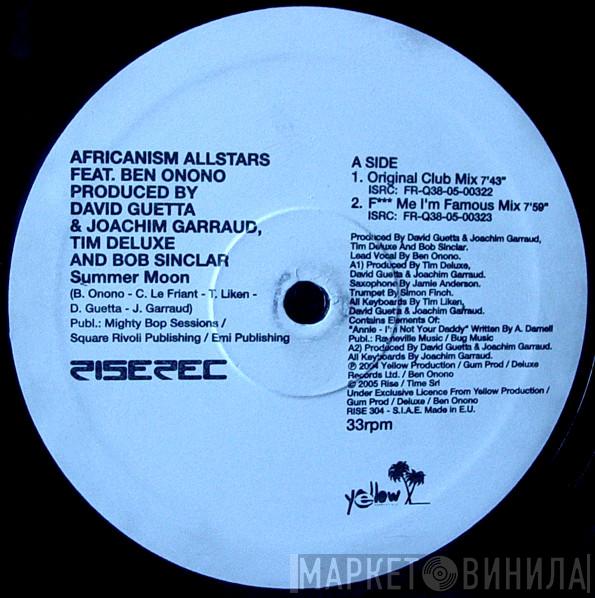 AFRICANISM ALLSTARS
FEAT. BEN ONONO
PRODUCED BY
DAVID GUETTA
& JOACHIM GARRAUD,
TIM DELUXE
AND BOB SINCLAR
Summer Moon
(B. Onono - C. Le Friant - T. Liken -
D. Guetta - J. Garraud)
Publ.: Mighty Bop Sessions /
Square Rivoli Publishing / Emi Publishing
RISEREC
A SIDE
1. Original Club Mix 7'43"
ISRC: FR-Q38-05-00322
2. F*** Me I'm Famous Mix 7'59"
ISRC: FR-Q38-05-00323
Produced By David Guetta & Joachim Garraud,
Tim Deluxe And Bob Sinclar.
Lead Vocal By Ben Onono.
A1) Produced By Tim Deluxe,
David Guetta & Joachim Garraud.
Saxophone By Jamie Anderson.
Trumpet By Simon Finch.
All Keyboards By Tim Liken,
David Guetta & Joachim Garraud.
Contains Elements Of:
"Annie - I'm Not Your Daddy" Written By A. Darnell
Publ.: Raineville Music / Bug Music
A2) Produced By David Guetta & Joachim Garraud.
All Keyboards By Joachim Garraud.
℗ 2004 Yellow Production / Gum Prod / Deluxe
Records Ltd. / Ben Onono
© 2005 Rise / Time Srl
Under Exclusive Licence From Yellow Production /
Gum Prod / Deluxe / Ben Onono
RISE 304 - S.I.A.E. Made in E.U.
33rpm
yellow
МАРКЕТ ВИНИЛА